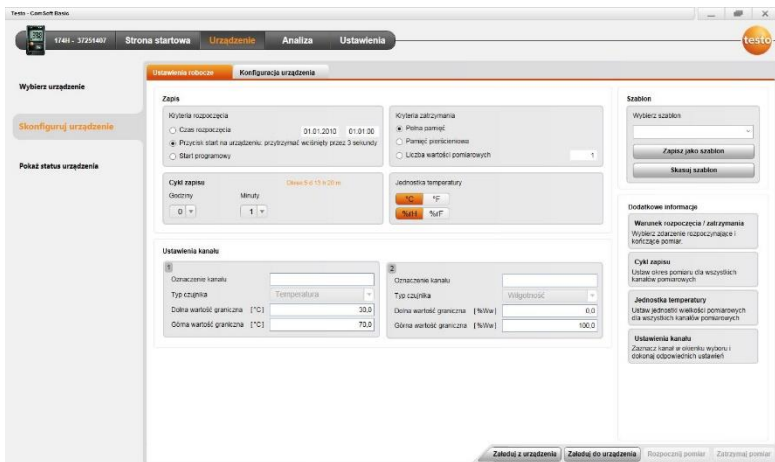 Testo - ComSoft Basic
174H - 37251407
Strona startowa
Urządzenie
Analiza
Ustawienia
testo
Wybierz urządzenie
Skonfiguruj urządzenie
Pokaż status urządzenia
Ustawienia robocze
Konfiguracja urządzenia
Zapis
Kryteria rozpoczęcia
Czas rozpoczęcia 01.01.2010 01:01:00
Przycisk start na urządzeniu: przytrzymać wciśnięty przez 3 sekundy
Start programowy
Kryteria zatrzymania
Pełna pamięć
Pamięć pierścieniowa
Liczba wartości pomiarowych 1
Cykl zapisu
Godziny Minuty
0 1
Jednostka temperatury
°C °F
%rH %rF
Ustawienia kanału
1
Oznaczenie kanału
Typ czujnika Temperatura
Dolna wartość graniczna [°C] 30,0
Górna wartość graniczna [°C] 70,0
2
Oznaczenie kanału
Typ czujnika Wilgotność
Dolna wartość graniczna [%Ww] 0,0
Górna wartość graniczna [%Ww] 100,0
Szablon
Wybierz szablon
Zapisz jako szablon
Skasuj szablon
Dodatkowe informacje
Warunek rozpoczęcia / zatrzymania
Wybierz zdarzenie rozpoczynające i
kończące pomiar.
Cykl zapisu
Ustaw okres pomiaru dla wszystkich
kanałów pomiarowych
Jednostka temperatury
Ustaw jednostki wielkości pomiarowych
dla wszystkich kanałów pomiarowych
Ustawienia kanału
Zaznacz kanał w okienku wyboru i
dokonaj odpowiednich ustawień
Załaduj z urządzenia
Załaduj do urządzenia
Rozpocznij pomiar
Zatrzymaj pomiar